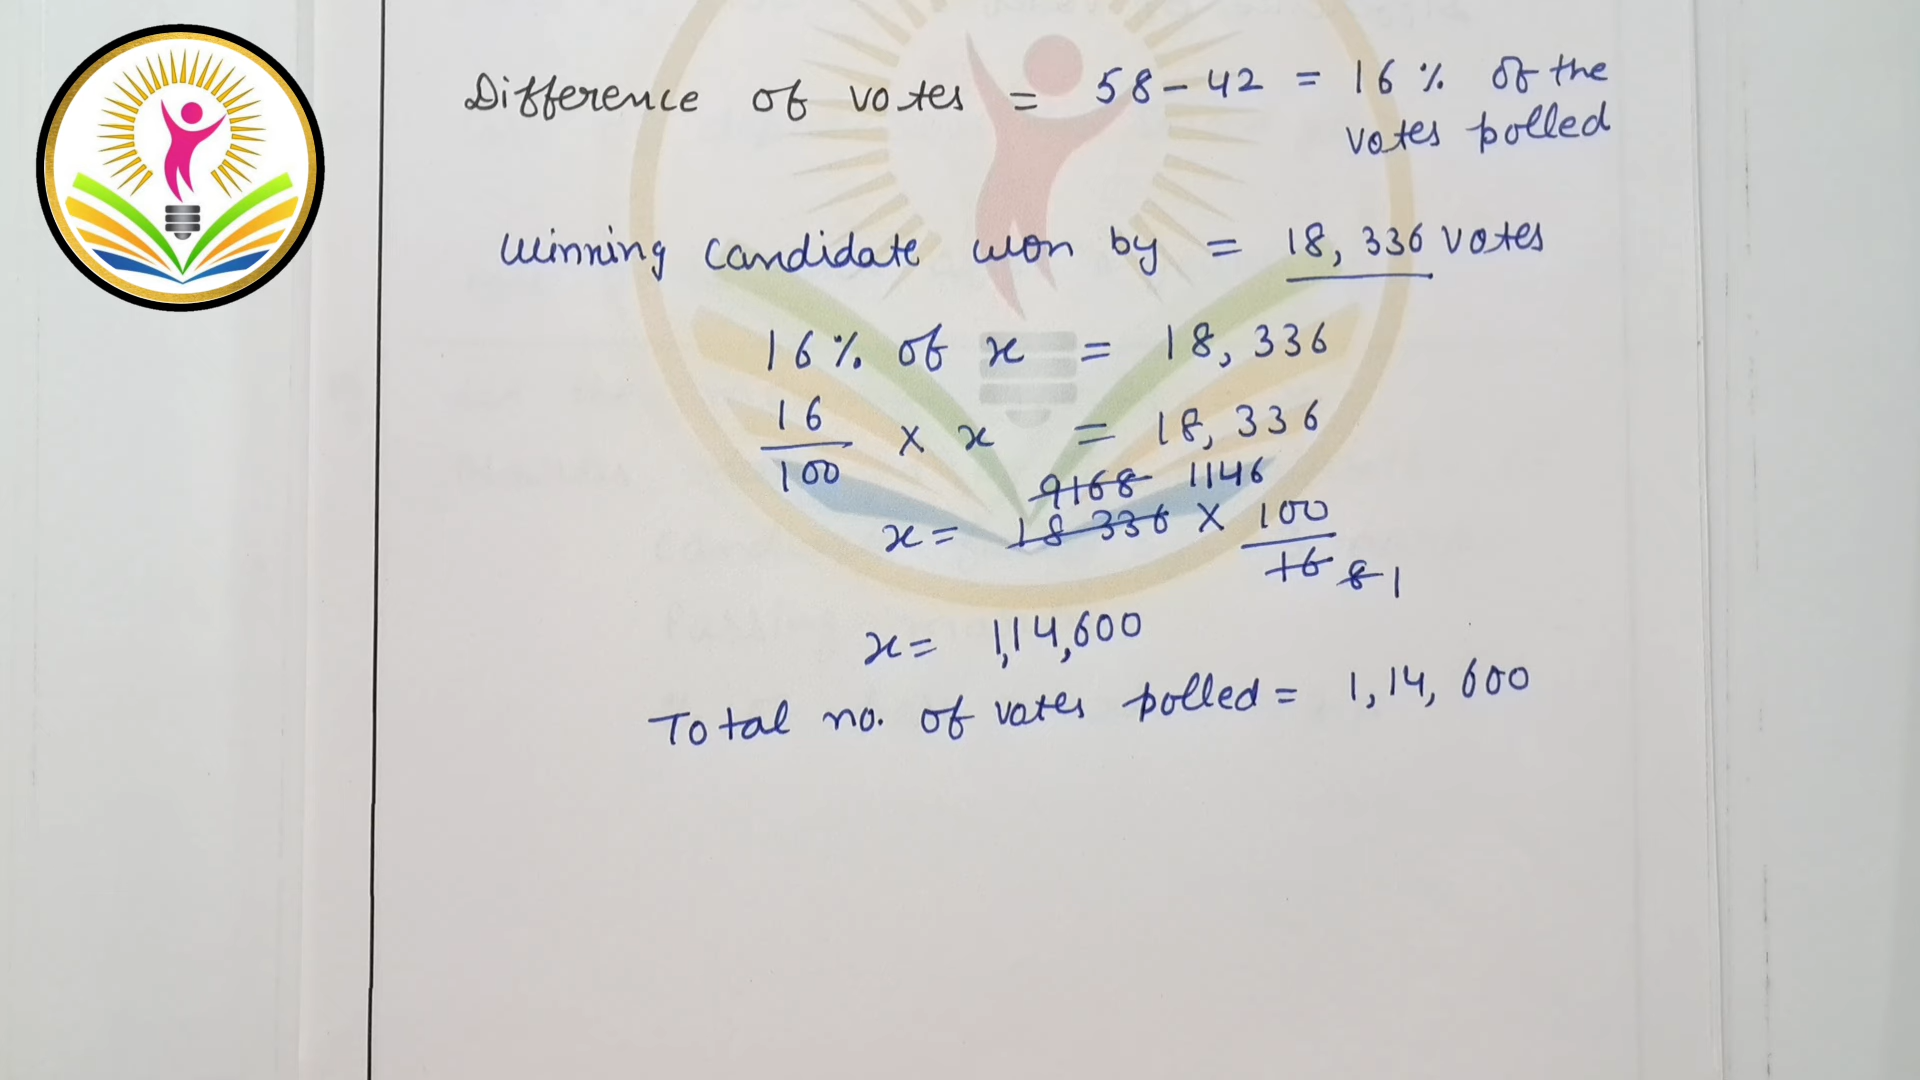 Difference of votes = 58 - 42 = 16 % of the
votes polled
Winning candidate won by = 18, 336 votes
16% of x = 18, 336
16/100 × x = 18, 336
9168 1146
x = 18 336 × 100/16 8 1
x = 1,14,600
Total no. of votes polled = 1, 14, 600